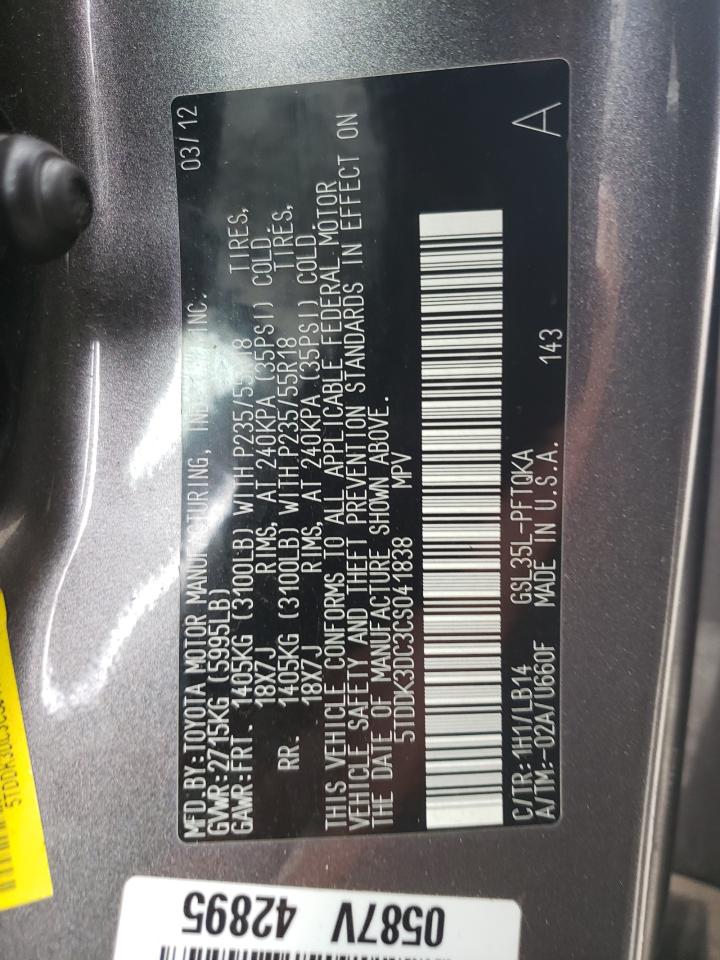 MFD BY:TOYOTA MOTOR MANUFACTURING, INDIANA, INC. 03/12
GVWR:2715KG (5995LB)
GAWR:FRT. 1405KG (3100LB) WITH P235/55R18 TIRES,
18X7J RIMS, AT 240KPA (35PSI) COLD.
RR. 1405KG (3100LB) WITH P235/55R18 TIRES,
18X7J RIMS, AT 240KPA (35PSI) COLD.
THIS VEHICLE CONFORMS TO ALL APPLICABLE FEDERAL MOTOR
VEHICLE SAFETY AND THEFT PREVENTION STANDARDS IN EFFECT ON
THE DATE OF MANUFACTURE SHOWN ABOVE.
5TDDK3DC3CS041838 MPV
C/TR:1H1/LB14 GSL35L-PFTQKA A
A/TM:-02A/U660F MADE IN U.S.A. 143
0587V 42895